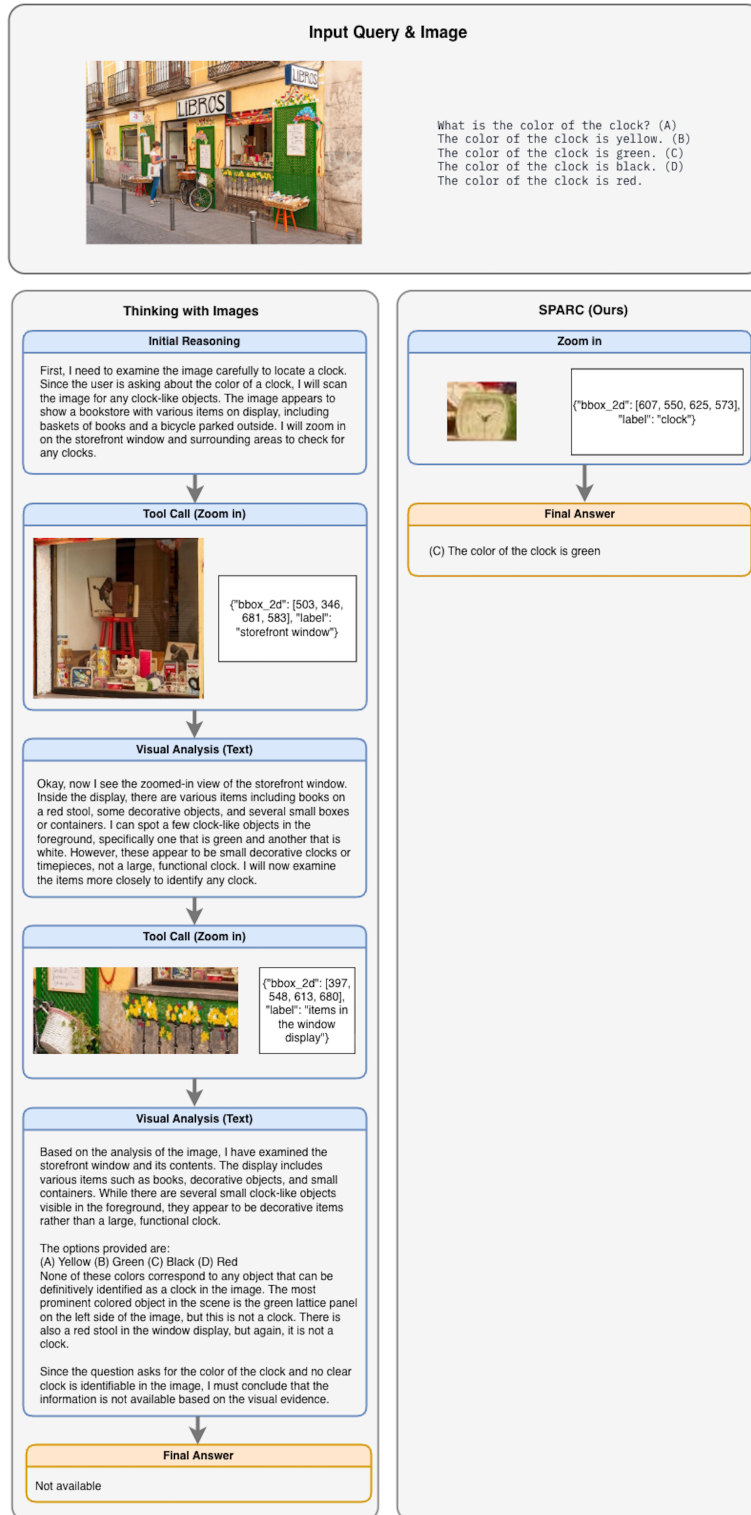 Input Query & Image
LIBROS
LIBROS
What is the color of the clock? (A)
The color of the clock is yellow. (B)
The color of the clock is green. (C)
The color of the clock is black. (D)
The color of the clock is red.
Thinking with Images
Initial Reasoning
First, I need to examine the image carefully to locate a clock.
Since the user is asking about the color of a clock, I will scan
the image for any clock-like objects. The image appears to
show a bookstore with various items on display, including
baskets of books and a bicycle parked outside. I will zoom in
on the storefront window and surrounding areas to check for
any clocks.
Tool Call (Zoom in)
{"bbox_2d": [503, 346,
681, 583], "label":
"storefront window"}
Visual Analysis (Text)
Okay, now I see the zoomed-in view of the storefront window.
Inside the display, there are various items including books on
a red stool, some decorative objects, and several small boxes
or containers. I can spot a few clock-like objects in the
foreground, specifically one that is green and another that is
white. However, these appear to be small decorative clocks or
timepieces, not a large, functional clock. I will now examine
the items more closely to identify any clock.
Tool Call (Zoom in)
{"bbox_2d": [397,
548, 613, 680],
"label": "items in
the window
display"}
Visual Analysis (Text)
Based on the analysis of the image, I have examined the
storefront window and its contents. The display includes
various items such as books, decorative objects, and small
containers. While there are several small clock-like objects
visible in the foreground, they appear to be decorative items
rather than a large, functional clock.
The options provided are:
(A) Yellow (B) Green (C) Black (D) Red
None of these colors correspond to any object that can be
definitively identified as a clock in the image. The most
prominent colored object in the scene is the green lattice panel
on the left side of the image, but this is not a clock. There is
also a red stool in the window display, but again, it is not a
clock.
Since the question asks for the color of the clock and no clear
clock is identifiable in the image, I must conclude that the
information is not available based on the visual evidence.
Final Answer
Not available
SPARC (Ours)
Zoom in
{"bbox_2d": [607, 550, 625, 573],
"label": "clock"}
Final Answer
(C) The color of the clock is green